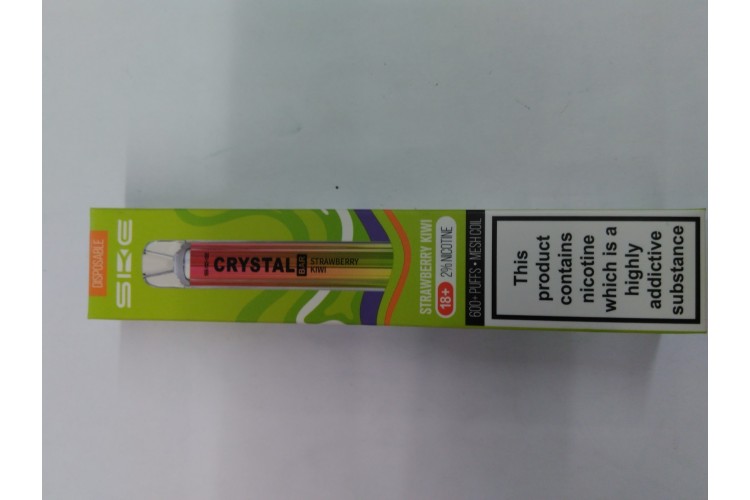 DISPOSABLE
SKE
CRYSTAL
BAR
STRAWBERRY
KIWI
STRAWBERRY KIWI
18+ 2% NICOTINE
600+ PUFFS - MESH COIL
This
product
contains
nicotine
which is a
highly
addictive
substance